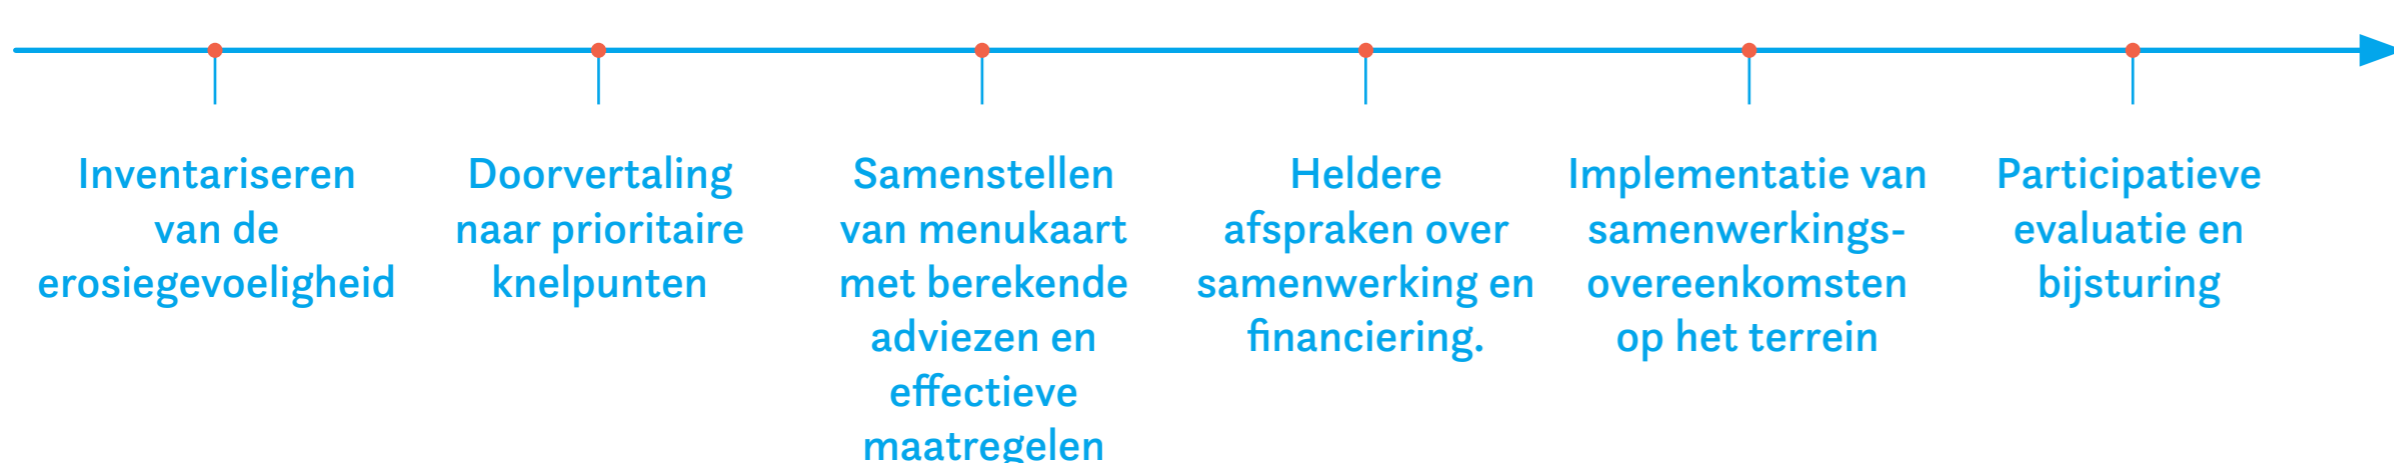 Inventariseren
van de
erosiegevoeligheid
Doorvertaling
naar prioritaire
knelpunten
Samenstellen
van menukaart
met berekende
adviezen en
effectieve
maatregelen
Heldere
afspraken over
samenwerking en
financiering.
Implementatie van
samenwerkings-
overeenkomsten
op het terrein
Participatieve
evaluatie en
bijsturing